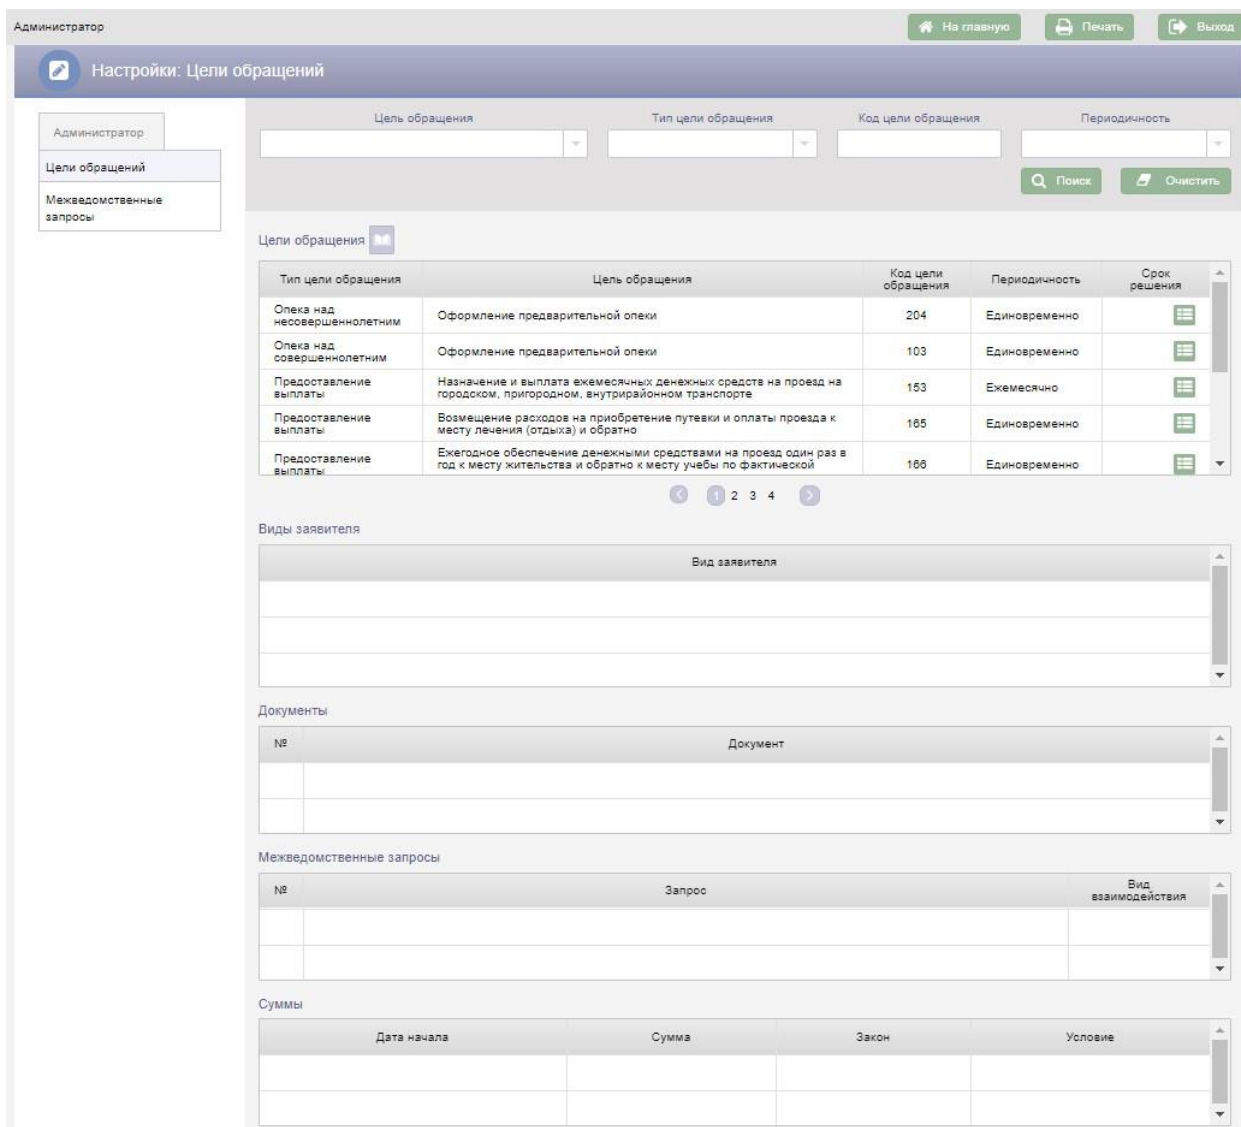 Администратор
На главную
Печать
Выход
Настройки: Цели обращений
Администратор
Цели обращений
Межведомственные
запросы
Цель обращения
Тип цели обращения
Код цели обращения
Периодичность
Поиск
Очистить
Цели обращения
Тип цели обращения
Цель обращения
Код цели
обращения
Периодичность
Срок
решения
Опека над
несовершеннолетним
Оформление предварительной опеки
204
Единовременно
Опека над
совершеннолетним
Оформление предварительной опеки
103
Единовременно
Предоставление
выплаты
Назначение и выплата ежемесячных денежных средств на проезд на
городском, пригородном, внутрирайонном транспорте
153
Ежемесячно
Предоставление
выплаты
Возмещение расходов на приобретение путевки и оплаты проезда к
месту лечения (отдыха) и обратно
165
Единовременно
Предоставление
выплаты
Ежегодное обеспечение денежными средствами на проезд один раз в
год к месту жительства и обратно к месту учебы по фактической
166
Единовременно
1 2 3 4
Виды заявителя
Вид заявителя
Документы
№
Документ
Межведомственные запросы
№
Запрос
Вид
взаимодействия
Суммы
Дата начала
Сумма
Закон
Условие